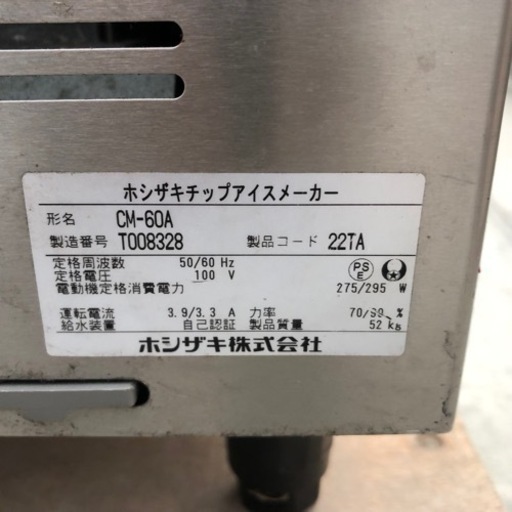 ホシザキチップアイスメーカー
形名 CM-60A
製造番号 T008328 製品コード 22TA
定格周波数 50/60 Hz
定格電圧 100 V
PS E
電動機定格消費電力 275/295 W
運転電流 3.9/3.3 A 力率 70/89 %
給水装置 自己認証 製品質量 52 kg
ホシザキ株式会社